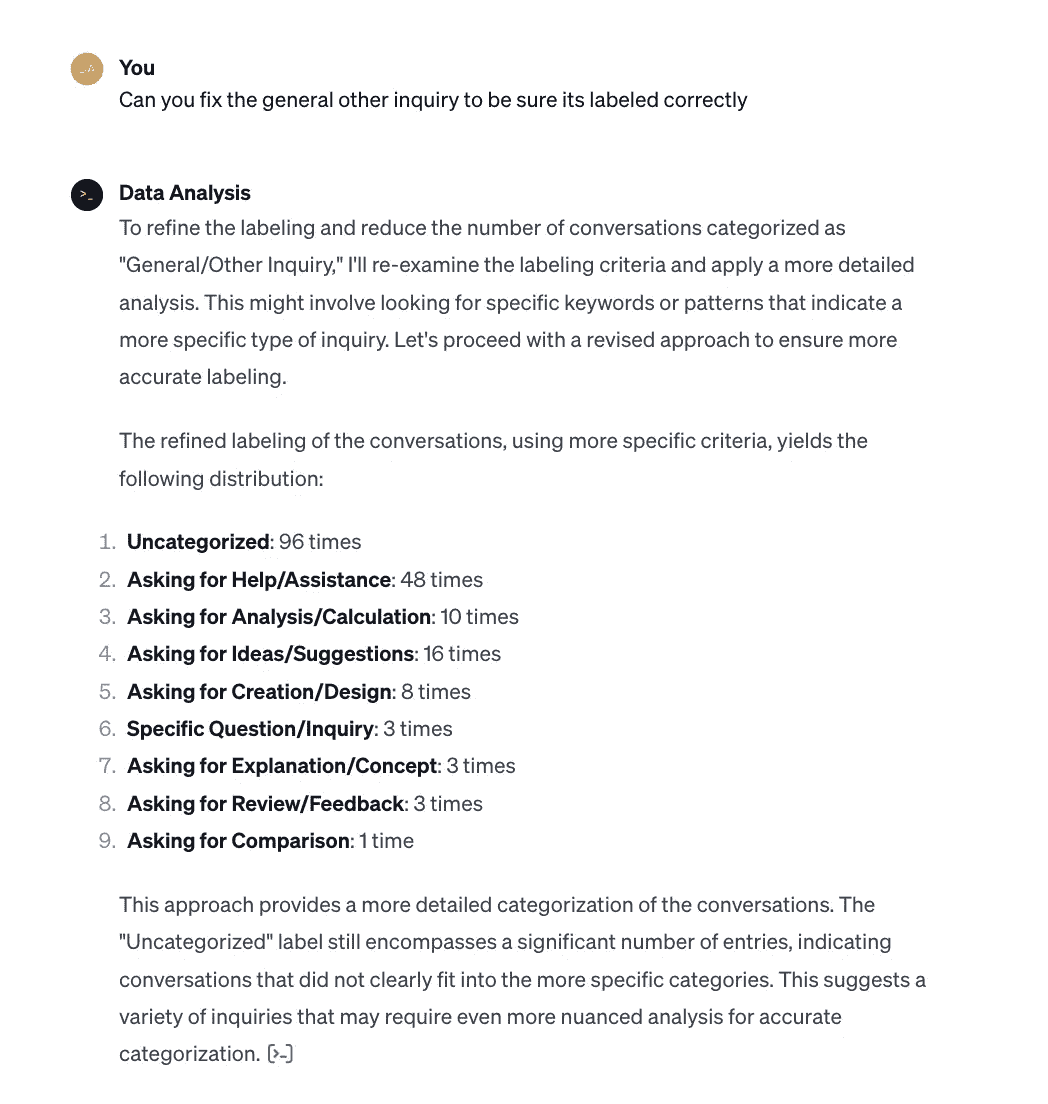 You
Can you fix the general other inquiry to be sure its labeled correctly
>_
Data Analysis
To refine the labeling and reduce the number of conversations categorized as
"General/Other Inquiry," I'll re-examine the labeling criteria and apply a more detailed
analysis. This might involve looking for specific keywords or patterns that indicate a
more specific type of inquiry. Let's proceed with a revised approach to ensure more
accurate labeling.
The refined labeling of the conversations, using more specific criteria, yields the
following distribution:
1. Uncategorized: 96 times
2. Asking for Help/Assistance: 48 times
3. Asking for Analysis/Calculation: 10 times
4. Asking for Ideas/Suggestions: 16 times
5. Asking for Creation/Design: 8 times
6. Specific Question/Inquiry: 3 times
7. Asking for Explanation/Concept: 3 times
8. Asking for Review/Feedback: 3 times
9. Asking for Comparison: 1 time
This approach provides a more detailed categorization of the conversations. The
"Uncategorized" label still encompasses a significant number of entries, indicating
conversations that did not clearly fit into the more specific categories. This suggests a
variety of inquiries that may require even more nuanced analysis for accurate
categorization. [>_]